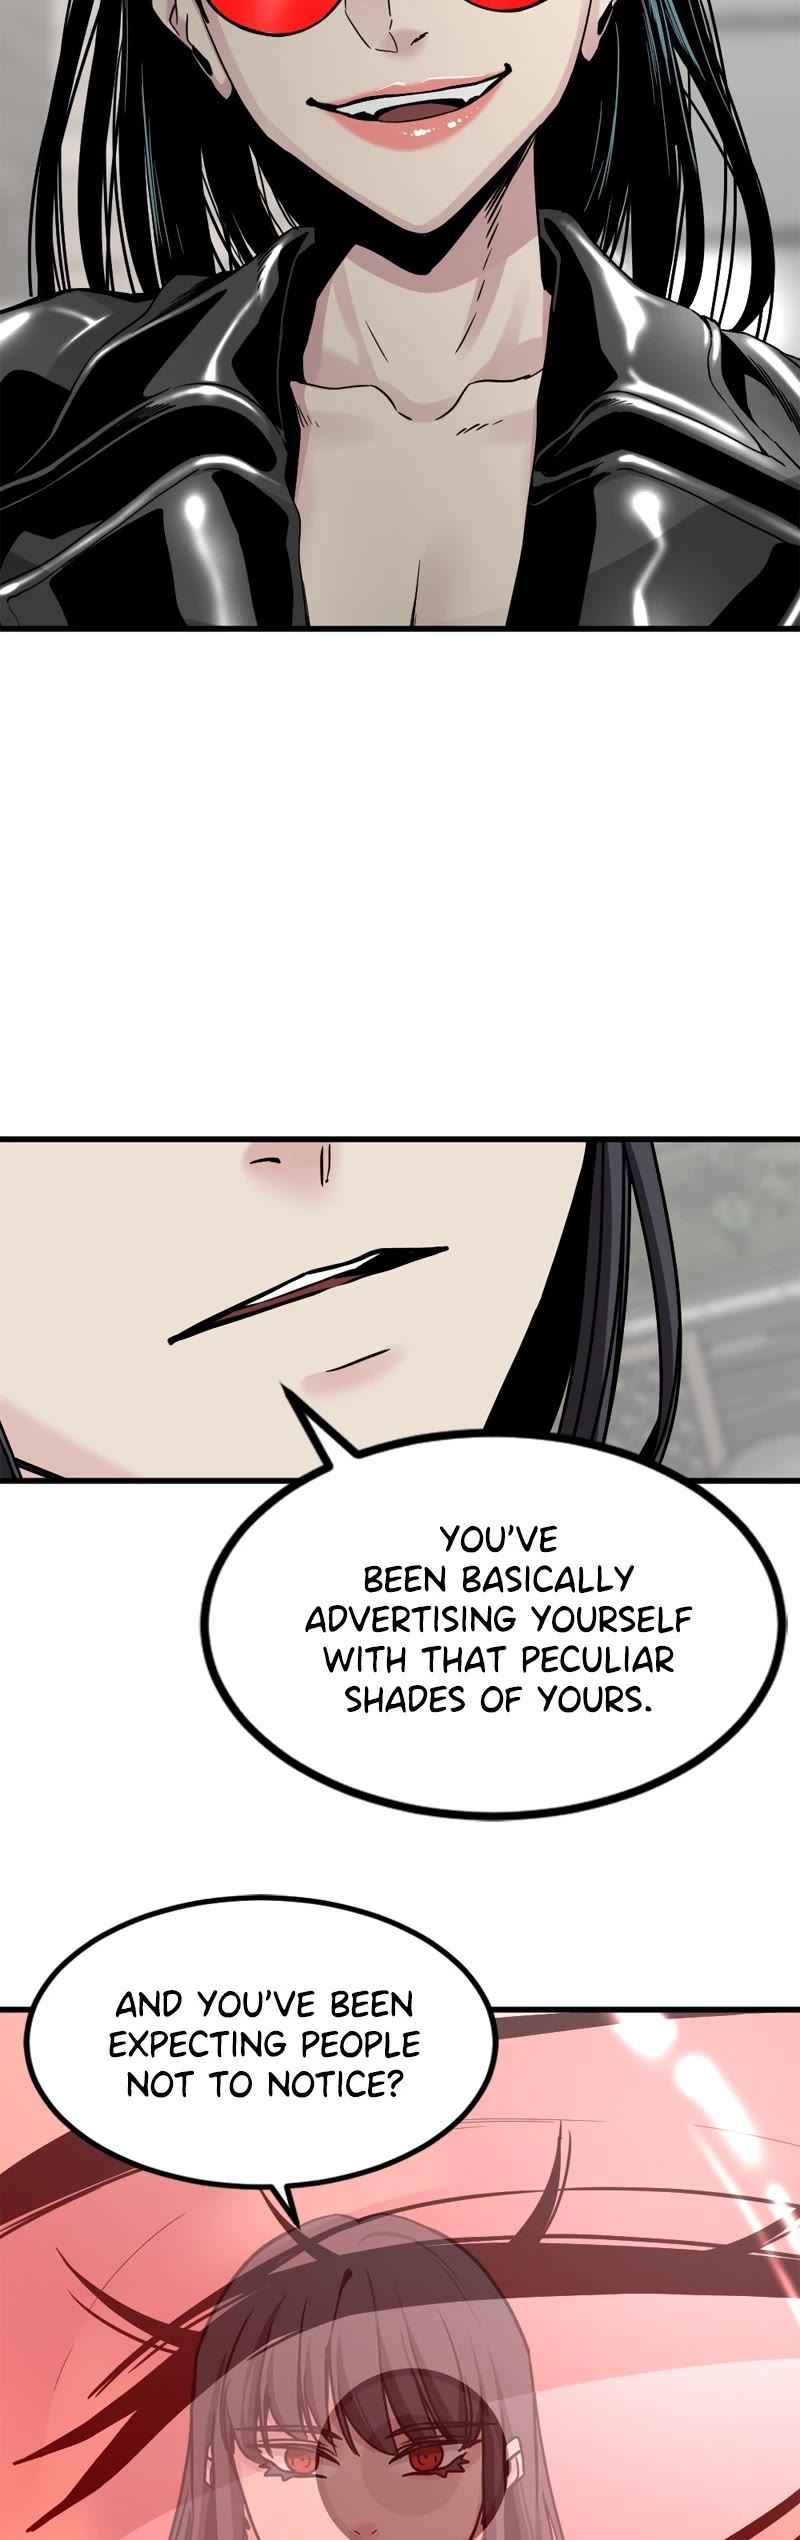 YOU'VE
BEEN BASICALLY
ADVERTISING YOURSELF
WITH THAT PECULIAR
SHADES OF YOURS.
AND YOU'VE BEEN
EXPECTING PEOPLE
NOT TO NOTICE?